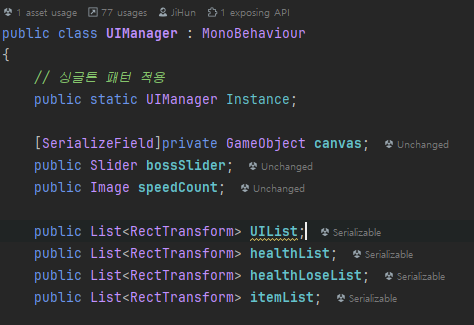 1 asset usage 77 usages JiHun 1 exposing API
public class UIManager : MonoBehaviour
{
// 싱글톤 패턴 적용
public static UIManager Instance;
[SerializeField]private GameObject canvas; Unchanged
public Slider bossSlider; Unchanged
public Image speedCount; Unchanged
public List<RectTransform> UIList; Serializable
public List<RectTransform> healthList; Serializable
public List<RectTransform> healthLoseList; Serializable
public List<RectTransform> itemList; Serializable